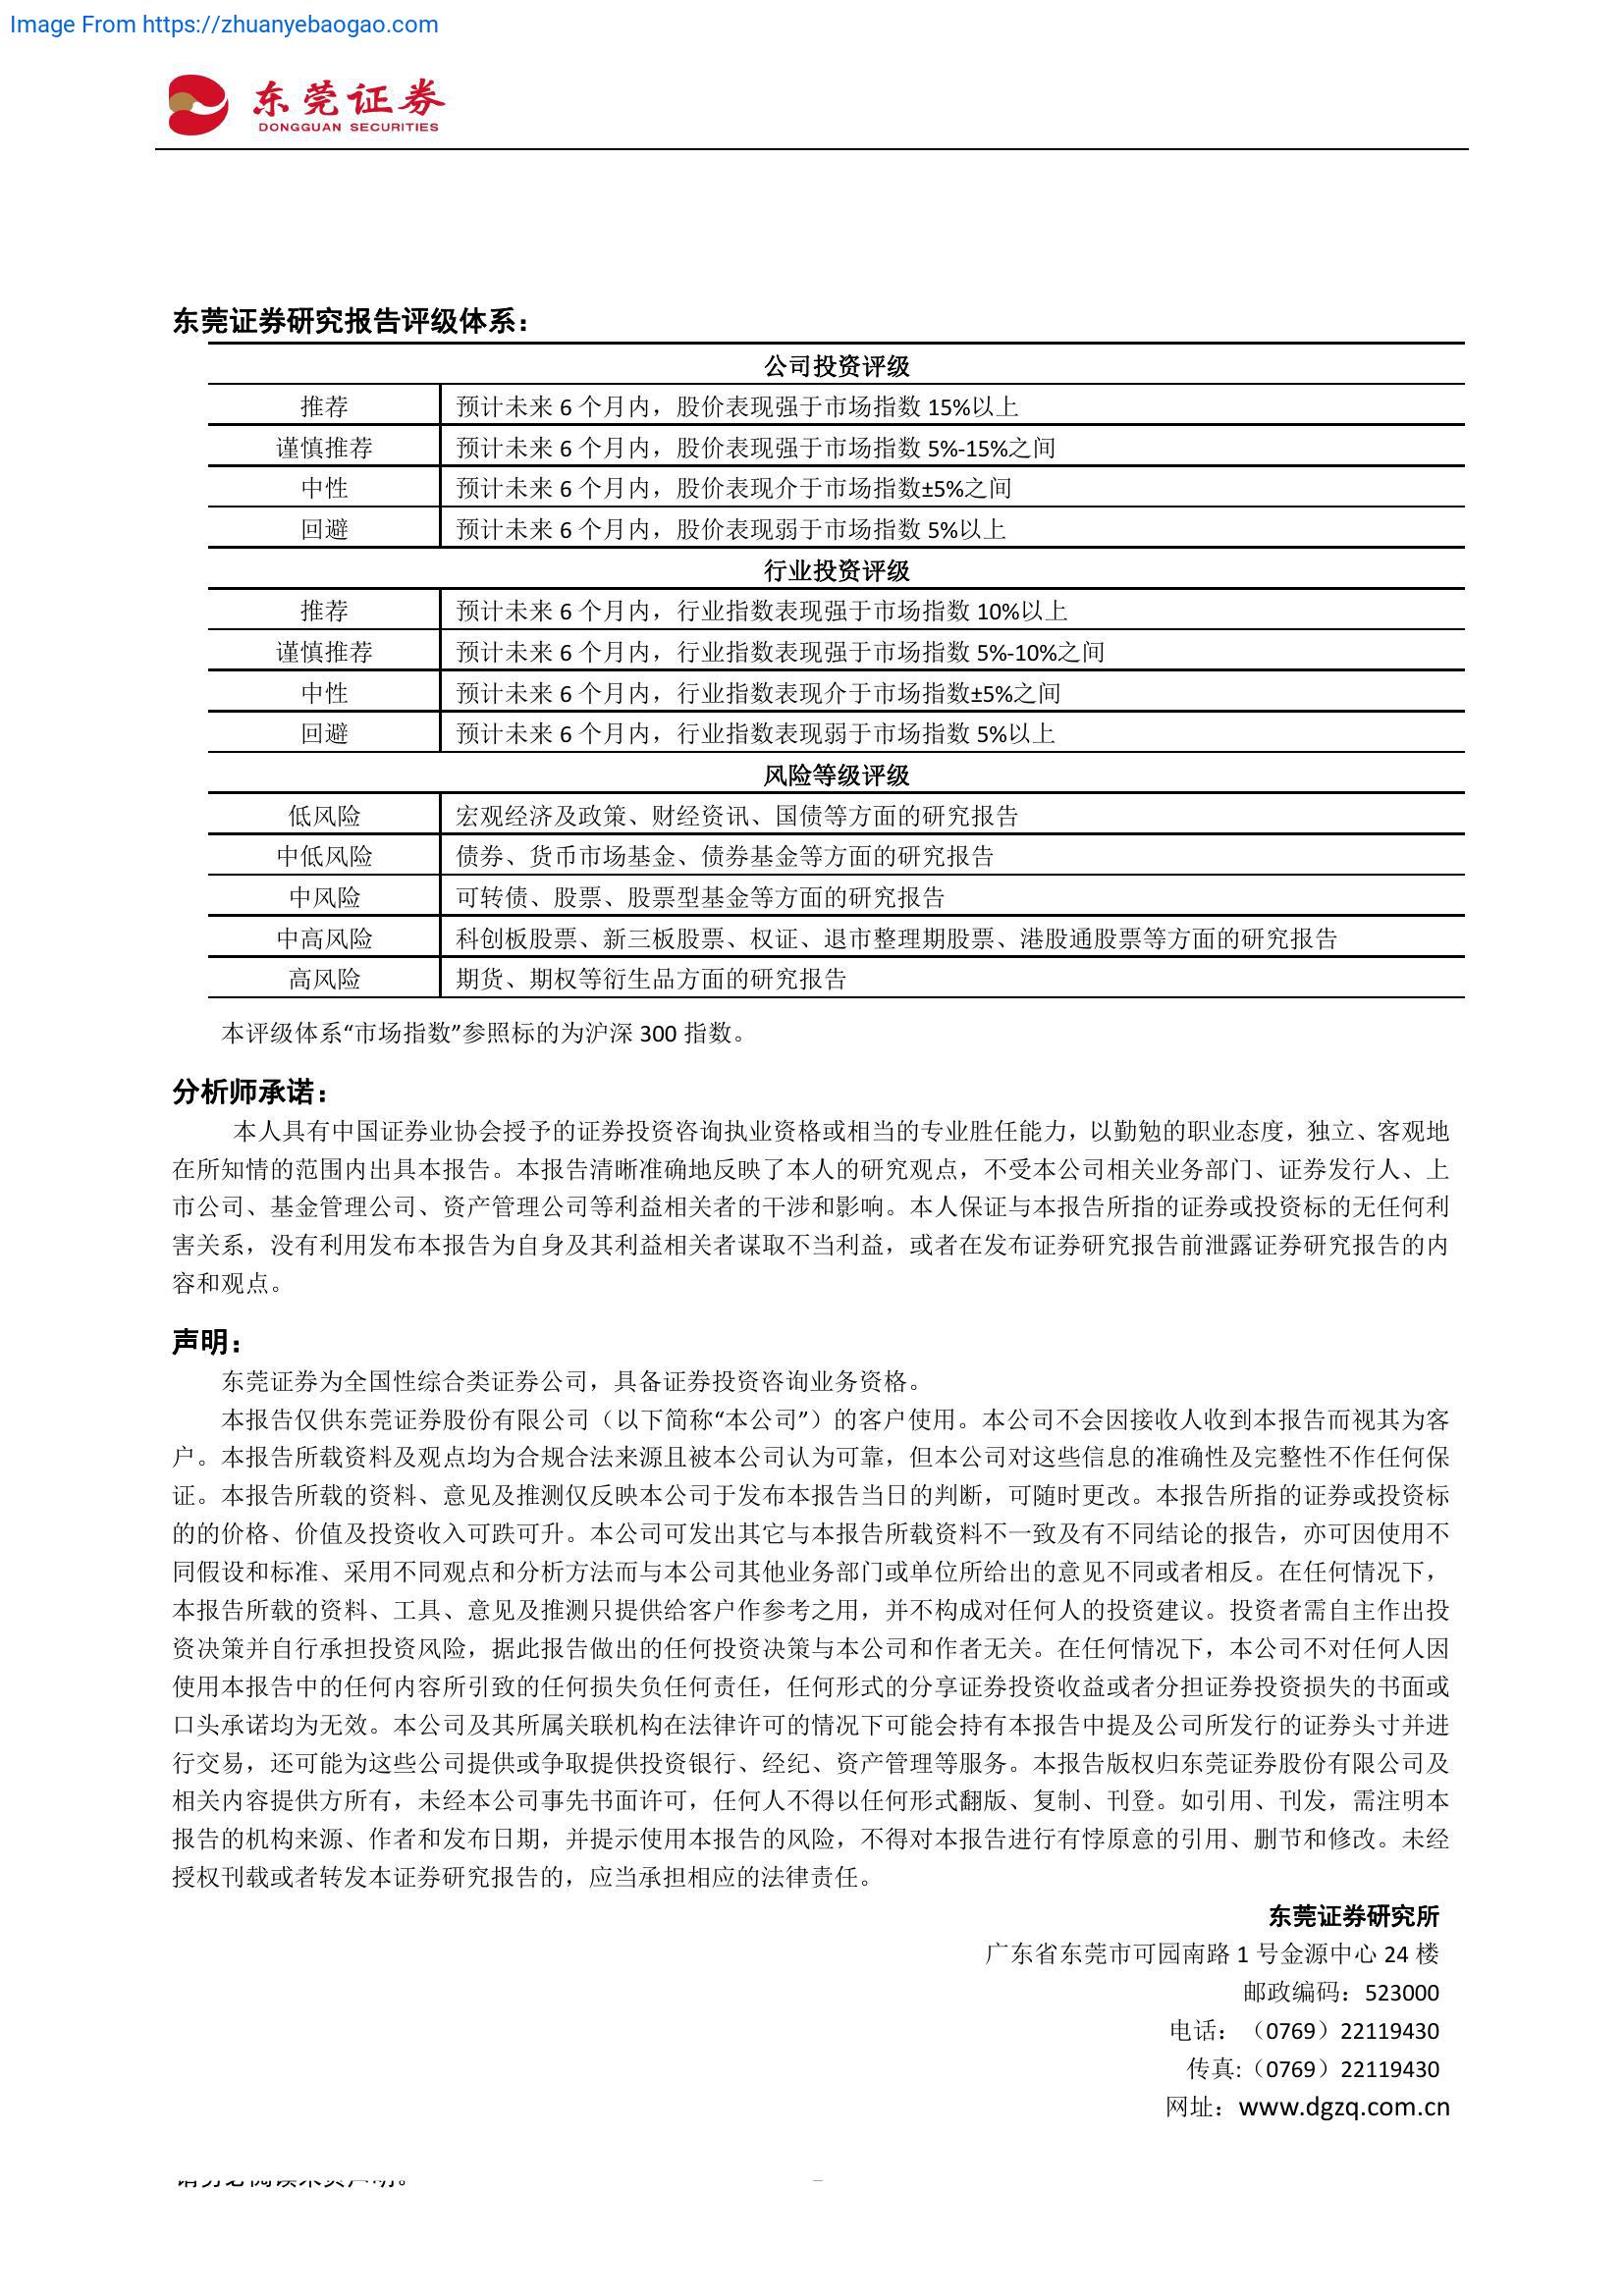 Image From https://zhuanyebaogao.com
东莞证券
DONGGUAN SECURITIES
东莞证券研究报告评级体系：
公司投资评级
推荐 预计未来 6 个月内，股价表现强于市场指数 15%以上
谨慎推荐 预计未来 6 个月内，股价表现强于市场指数 5%-15%之间
中性 预计未来 6 个月内，股价表现介于市场指数±5%之间
回避 预计未来 6 个月内，股价表现弱于市场指数 5%以上
行业投资评级
推荐 预计未来 6 个月内，行业指数表现强于市场指数 10%以上
谨慎推荐 预计未来 6 个月内，行业指数表现强于市场指数 5%-10%之间
中性 预计未来 6 个月内，行业指数表现介于市场指数±5%之间
回避 预计未来 6 个月内，行业指数表现弱于市场指数 5%以上
风险等级评级
低风险 宏观经济及政策、财经资讯、国债等方面的研究报告
中低风险 债券、货币市场基金、债券基金等方面的研究报告
中风险 可转债、股票、股票型基金等方面的研究报告
中高风险 科创板股票、新三板股票、权证、退市整理期股票、港股通股票等方面的研究报告
高风险 期货、期权等衍生品方面的研究报告
本评级体系“市场指数”参照标的为沪深 300 指数。
分析师承诺：
本人具有中国证券业协会授予的证券投资咨询执业资格或相当的专业胜任能力，以勤勉的职业态度，独立、客观地
在所知情的范围内出具本报告。本报告清晰准确地反映了本人的研究观点，不受本公司相关业务部门、证券发行人、上
市公司、基金管理公司、资产管理公司等利益相关者的干涉和影响。本人保证与本报告所指的证券或投资标的无任何利
害关系，没有利用发布本报告为自身及其利益相关者谋取不当利益，或者在发布证券研究报告前泄露证券研究报告的内
容和观点。
声明：
东莞证券为全国性综合类证券公司，具备证券投资咨询业务资格。
本报告仅供东莞证券股份有限公司（以下简称“本公司”）的客户使用。本公司不会因接收人收到本报告而视其为客
户。本报告所载资料及观点均为合规合法来源且被本公司认为可靠，但本公司对这些信息的准确性及完整性不作任何保
证。本报告所载的资料、意见及推测仅反映本公司于发布本报告当日的判断，可随时更改。本报告所指的证券或投资标
的的价格、价值及投资收入可跌可升。本公司可发出其它与本报告所载资料不一致及有不同结论的报告，亦可因使用不
同假设和标准、采用不同观点和分析方法而与本公司其他业务部门或单位所给出的意见不同或者相反。在任何情况下，
本报告所载的资料、工具、意见及推测只提供给客户作参考之用，并不构成对任何人的投资建议。投资者需自主作出投
资决策并自行承担投资风险，据此报告做出的任何投资决策与本公司和作者无关。在任何情况下，本公司不对任何人因
使用本报告中的任何内容所引致的任何损失负任何责任，任何形式的分享证券投资收益或者分担证券投资损失的书面或
口头承诺均为无效。本公司及其所属关联机构在法律许可的情况下可能会持有本报告中提及公司所发行的证券头寸并进
行交易，还可能为这些公司提供或争取提供投资银行、经纪、资产管理等服务。本报告版权归东莞证券股份有限公司及
相关内容提供方所有，未经本公司事先书面许可，任何人不得以任何形式翻版、复制、刊登。如引用、刊发，需注明本
报告的机构来源、作者和发布日期，并提示使用本报告的风险，不得对本报告进行有悖原意的引用、删节和修改。未经
授权刊载或者转发本证券研究报告的，应当承担相应的法律责任。
东莞证券研究所
广东省东莞市可园南路 1 号金源中心 24 楼
邮政编码：523000
电话：（0769）22119430
传真:（0769）22119430
网址：www.dgzq.com.cn